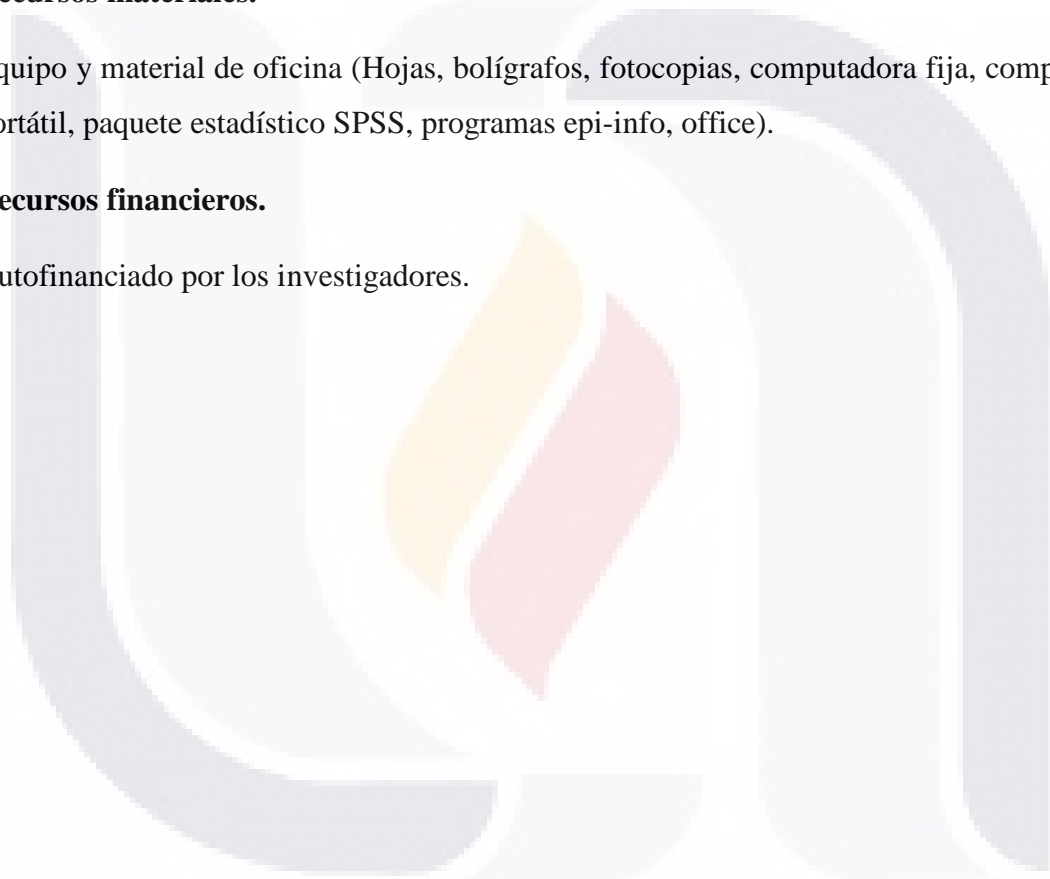 ecursos materiales.
quipo y material de oficina (Hojas, bolígrafos, fotocopias, computadora fija, comp
ortátil, paquete estadístico SPSS, programas epi-info, office).
ecursos financieros.
utofinanciado por los investigadores.